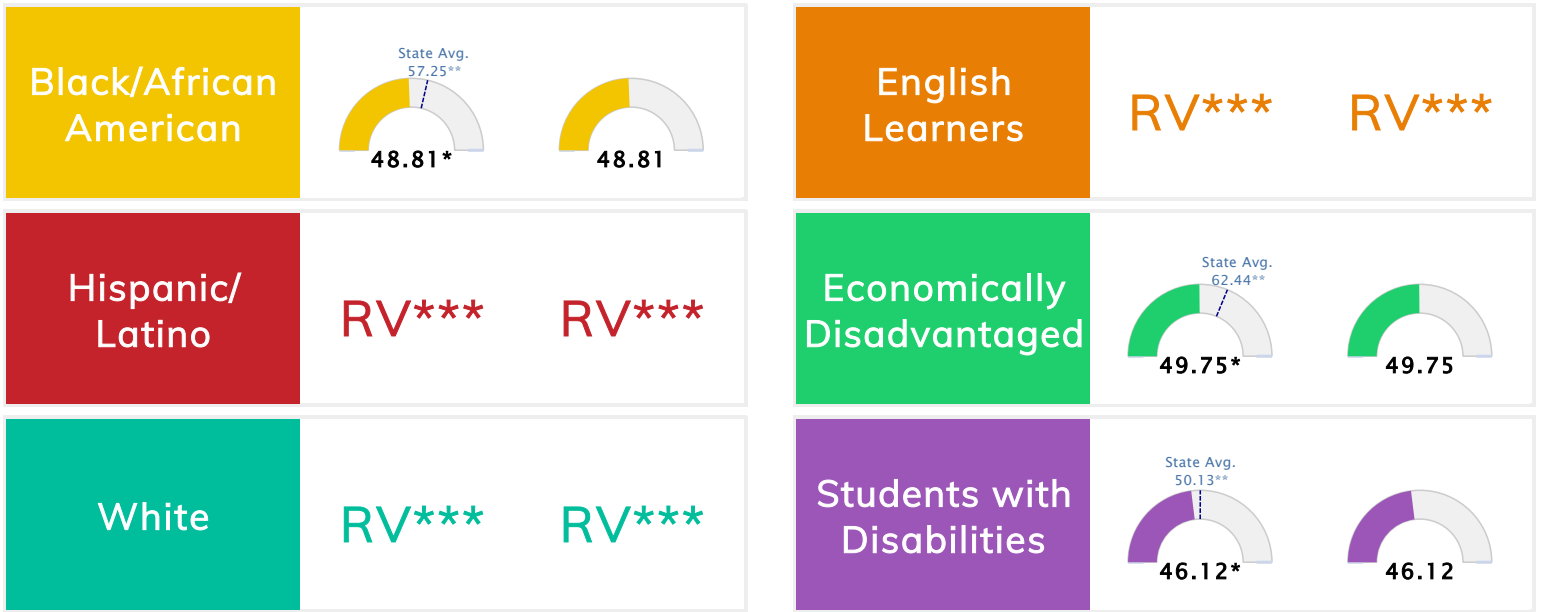 Black/African
American
State Avg.
57.25**
48.81*
48.81
English
Learners
RV***
RV***
Hispanic/
Latino
RV***
RV***
Economically
Disadvantaged
State Avg.
62.44**
49.75*
49.75
White
RV***
RV***
Students with
Disabilities
State Avg.
50.13**
46.12*
46.12